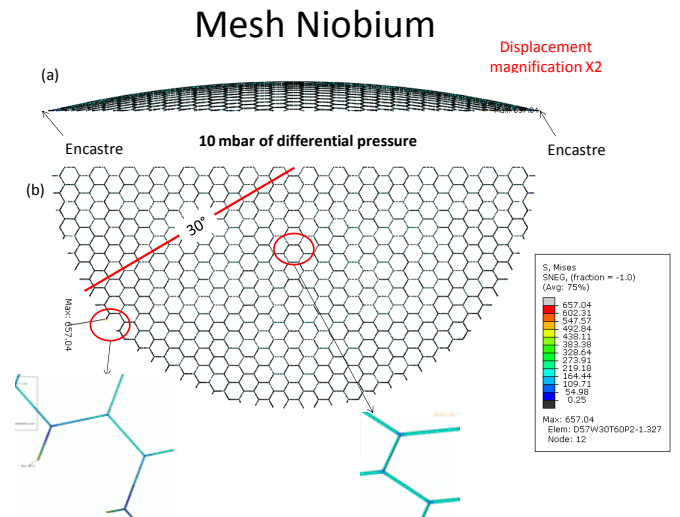 Mesh Niobium
Displacement
magnification X2
(a)
Max: 657.04
Encastre
10 mbar of differential pressure
Encastre
(b)
30°
Max: 657.04
S, Mises
SNEG, (fraction = -1.0)
(Avg: 75%)
657.04
602.31
547.57
492.84
438.11
383.38
328.64
273.91
219.18
164.44
109.71
54.98
0.25
Max: 657.04
Elem: D57W30T60P2-1.327
Node: 12